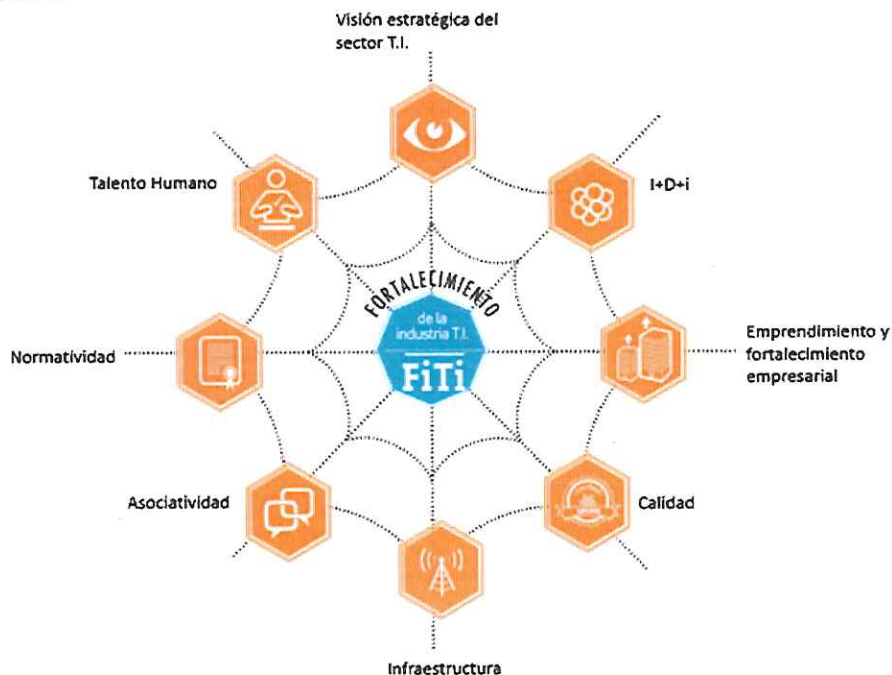 Visión estratégica del
sector T.I.
Talento Humano
I+D+i
FORTALECIMIENTO
de la
industria T.I.
FiTi
Normatividad
Emprendimiento y
fortalecimiento
empresarial
Asociatividad
Calidad
Infraestructura